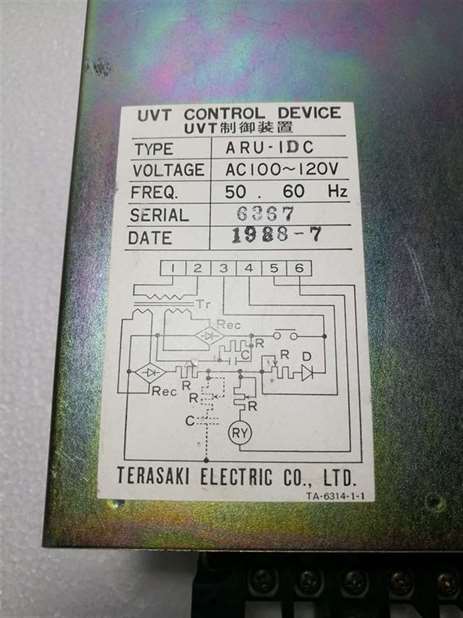 UVT CONTROL DEVICE
UVT制御装置
TYPE ARU-1DC
VOLTAGE AC100~120V
FREQ. 50 . 60 Hz
SERIAL 6367
DATE 1988-7
1 2 3 4 5 6
Tr
Rec
R
C
R
D
Rec
R
R
C
RY
TERASAKI ELECTRIC CO., LTD.
TA-6314-1-1